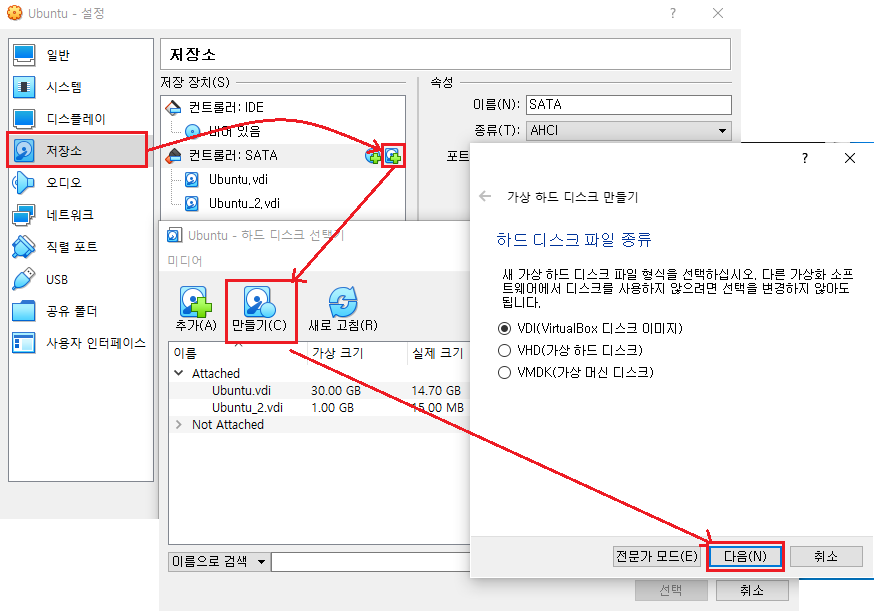 Ubuntu - 설정
?
일반
시스템
디스플레이
저장소
오디오
네트워크
직렬 포트
USB
공유 폴더
사용자 인터페이스
저장소
저장 장치(S)
컨트롤러: IDE
비어 있음
컨트롤러: SATA
Ubuntu.vdi
Ubuntu_2.vdi
속성
이름(N): SATA
종류(T): AHCI
포트
Ubuntu - 하드 디스크 선택기
미디어
추가(A) 만들기(C) 새로 고침(R)
이름 가상 크기 실제 크기
Attached
Ubuntu.vdi 30.00 GB 14.70 GB
Ubuntu_2.vdi 1.00 GB 15.00 MB
Not Attached
이름으로 검색
선택 취소
?
가상 하드 디스크 만들기
하드 디스크 파일 종류
새 가상 하드 디스크 파일 형식을 선택하십시오. 다른 가상화 소프
트웨어에서 디스크를 사용하지 않으려면 선택을 변경하지 않아도
됩니다.
VDI(VirtualBox 디스크 이미지)
VHD(가상 하드 디스크)
VMDK(가상 머신 디스크)
전문가 모드(E) 다음(N) 취소